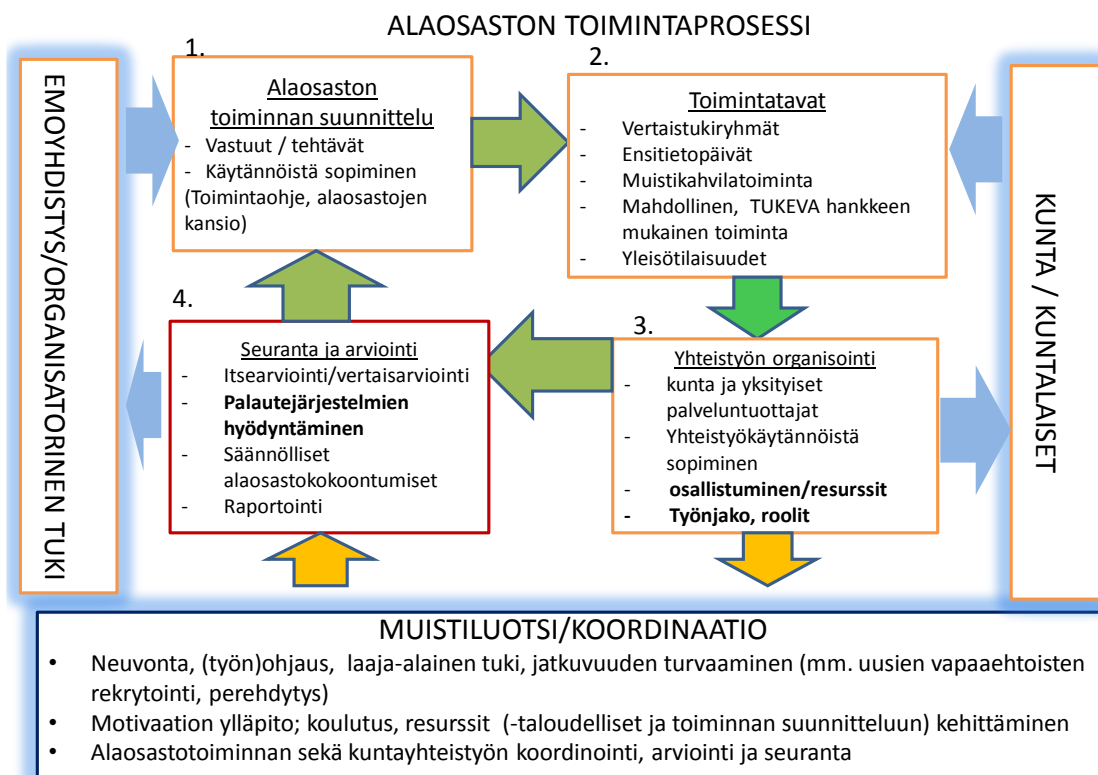 ALAOSASTON TOIMINTAPROSESSI
EMOYHDISTYS/ORGANISATORINEN TUKI
1.
Alaosaston
toiminnan suunnittelu
- Vastuut / tehtävät
- Käytännöistä sopiminen
(Toimintaohje, alaosastojen
kansio)
2.
Toimintatavat
- Vertaistukiryhmät
- Ensitietopäivät
- Muistikahvilatoiminta
- Mahdollinen, TUKEVA hankkeen
mukainen toiminta
- Yleisötilaisuudet
KUNTA / KUNTALAISET
3.
Yhteistyön organisointi
- kunta ja yksityiset
palveluntuottajat
- Yhteistyökäytännöistä
sopiminen
- osallistuminen/resurssit
- Työnjako, roolit
4.
Seuranta ja arviointi
- Itsearviointi/vertaisarviointi
- Palautejärjestelmien
hyödyntäminen
- Säännölliset
alaosastokokoontumiset
- Raportointi
MUISTILUOTSI/KOORDINAATIO
• Neuvonta, (työn)ohjaus, laaja-alainen tuki, jatkuvuuden turvaaminen (mm. uusien vapaaehtoisten
rekrytointi, perehdytys)
• Motivaation ylläpito; koulutus, resurssit (-taloudelliset ja toiminnan suunnitteluun) kehittäminen
• Alaosastotoiminnan sekä kuntayhteistyön koordinointi, arviointi ja seuranta